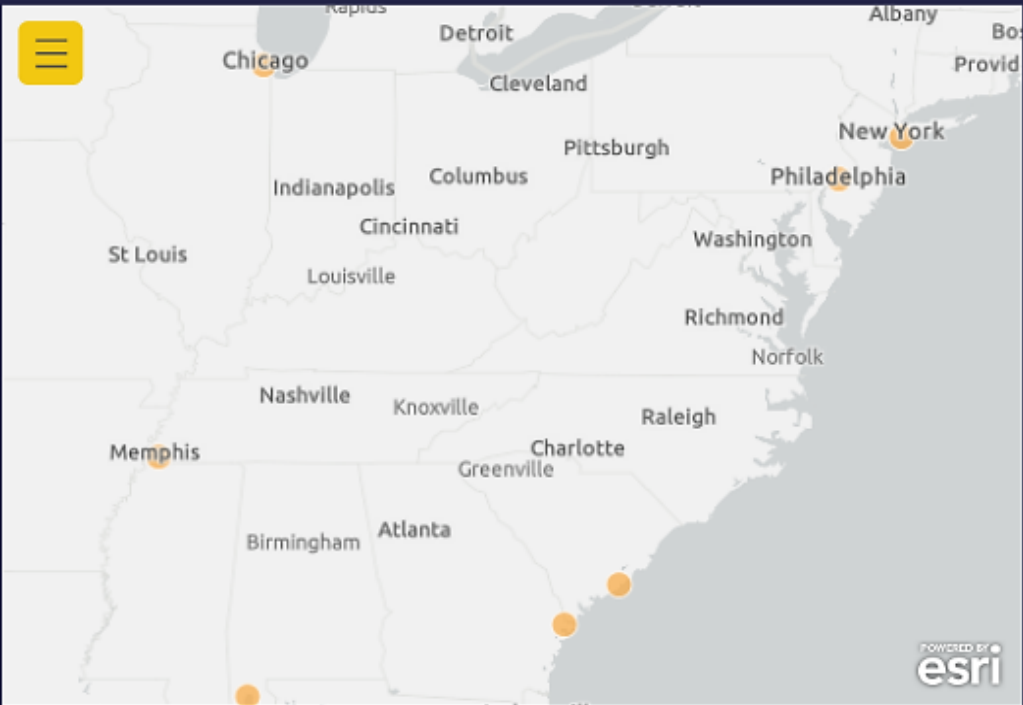 Rapids
Detroit
Albany
Chicago
Cleveland
New York
Pittsburgh
Columbus
Philadelphia
Indianapolis
Cincinnati
Washington
St Louis
Louisville
Richmond
Norfolk
Nashville
Knoxville
Raleigh
Memphis
Charlotte
Greenville
Atlanta
Birmingham
POWERED BY
esri